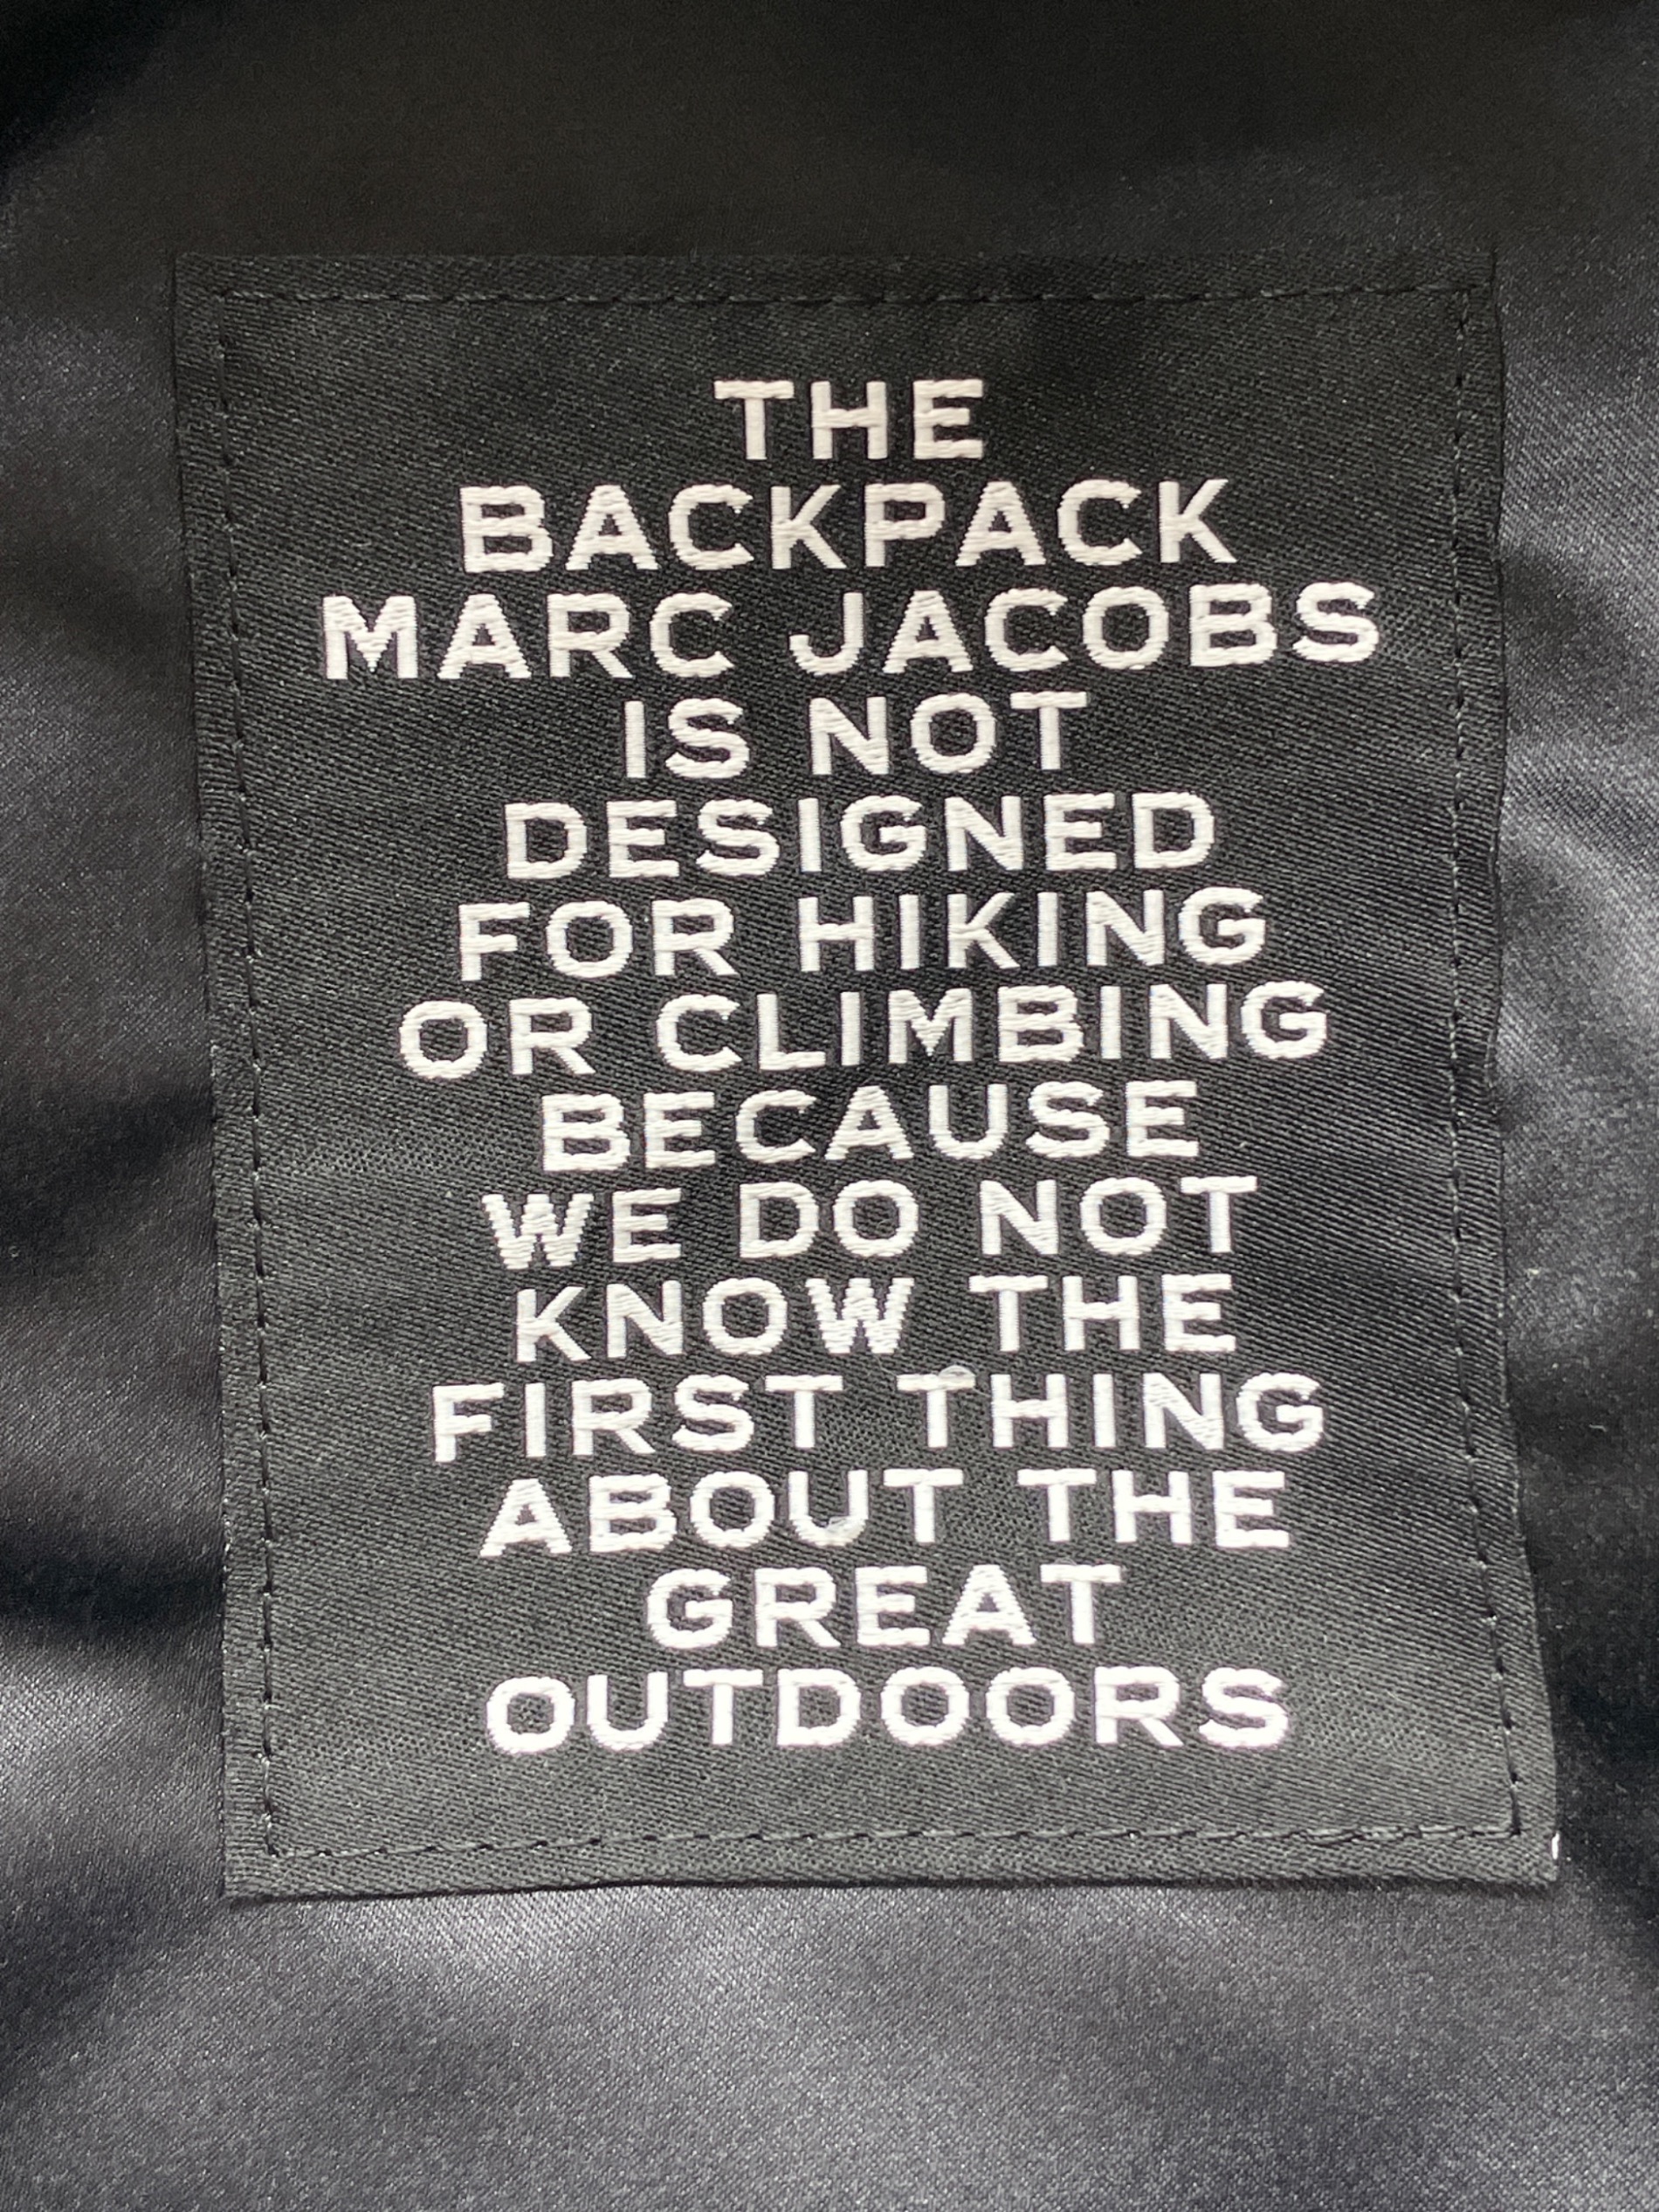 THE
BACKPACK
MARC JACOBS
IS NOT
DESIGNED
FOR HIKING
OR CLIMBING
BECAUSE
WE DO NOT
KNOW THE
FIRST THING
ABOUT THE
GREAT
OUTDOORS